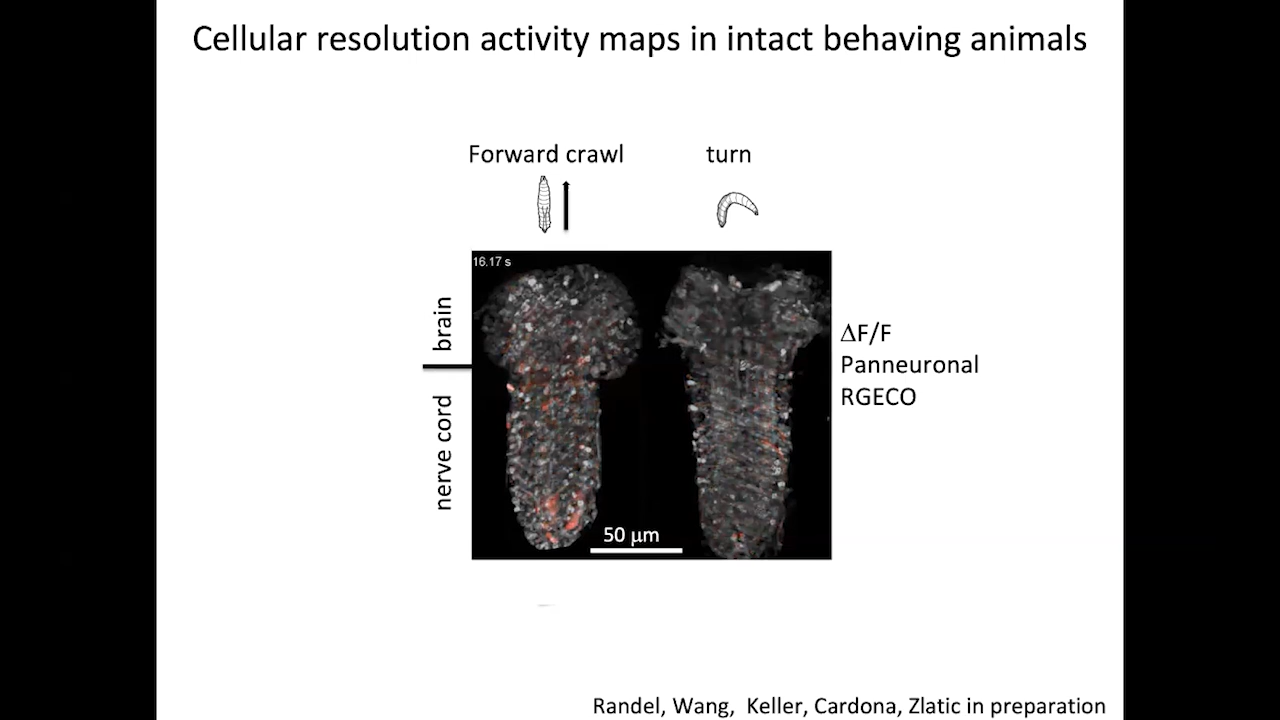 Cellular resolution activity maps in intact behaving animals
Forward crawl
turn
16.17 s
brain
nerve cord
ΔF/F
Panneuronal
RGECO
50 μm
Randel, Wang, Keller, Cardona, Zlatic in preparation